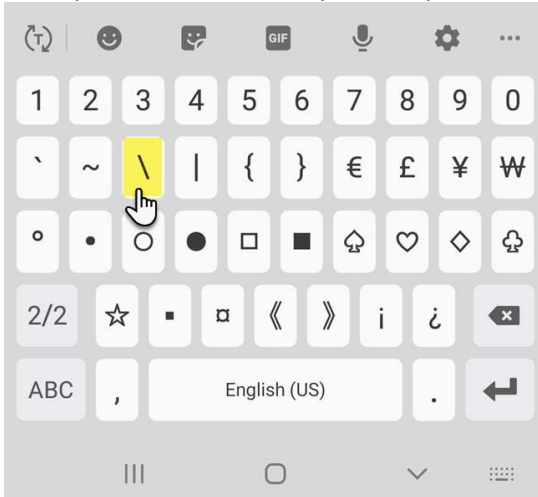 GIF
1 2 3 4 5 6 7 8 9 0
` ~ \ | { } € £ ¥ ₩
° • ○ ● □ ■ ♤ ♡ ◇ ♧
2/2 ☆ ▪ ¤ 《 》 ¡ ¿
ABC , English (US) .